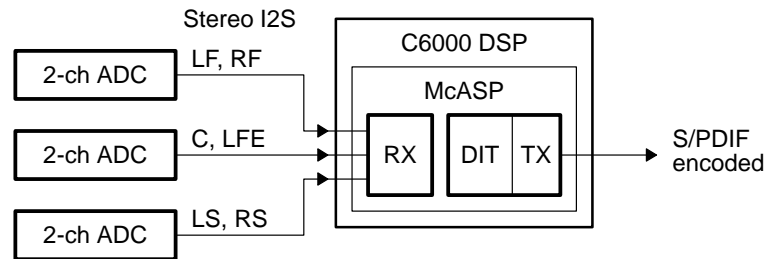 Stereo I2S
C6000 DSP
2-ch ADC
LF, RF
McASP
2-ch ADC
C, LFE
RX
DIT
TX
S/PDIF
encoded
2-ch ADC
LS, RS